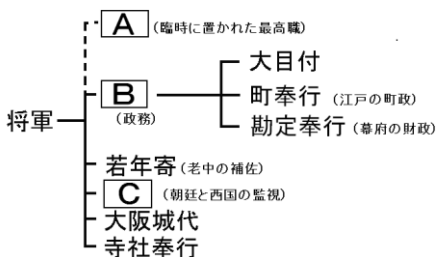 A(臨時に置かれた最高職)
大目付
B
(政務)
町奉行(江戸の町政)
将軍
勘定奉行(幕府の財政)
若年寄(老中の補佐)
C(朝廷と西国の監視)
大阪城代
寺社奉行